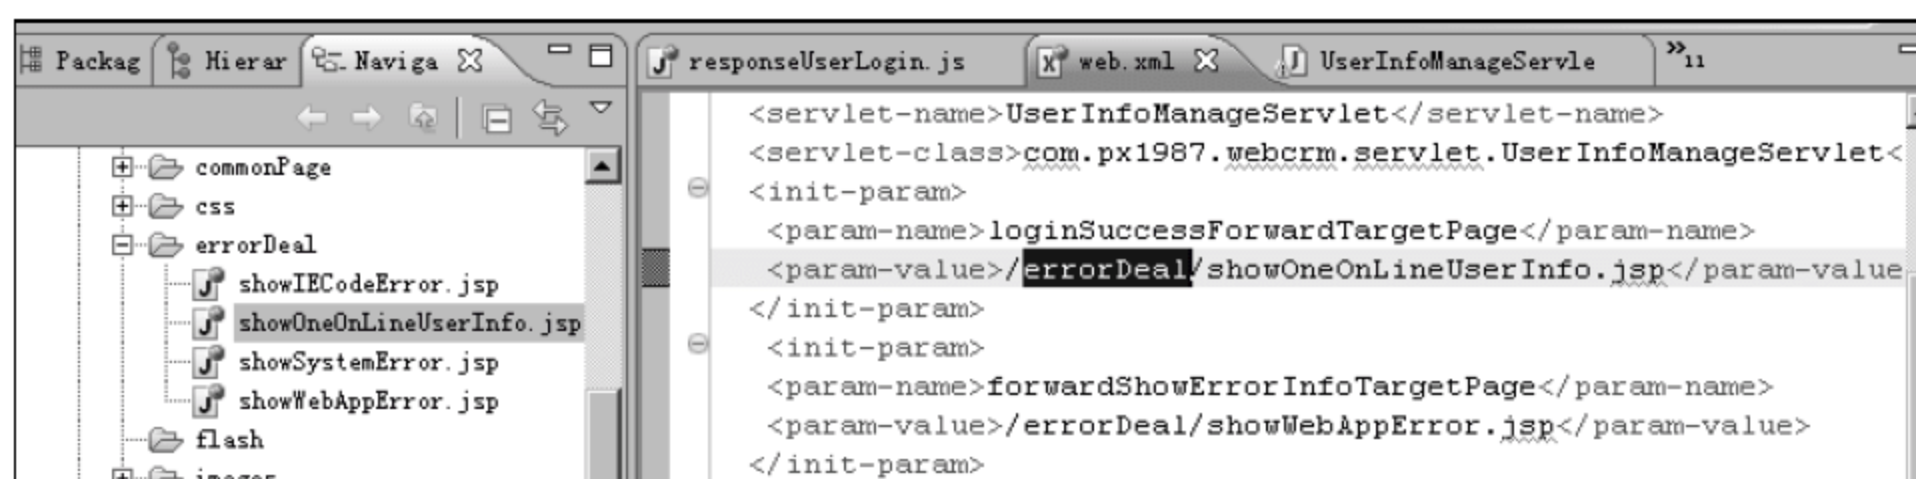 Packag Hierar Naviga
commonPage
css
errorDeal
showIECodeError.jsp
showOneOnLineUserInfo.jsp
showSystemError.jsp
showWebAppError.jsp
flash
images
responseUserLogin.js web.xml UserInfoManageServle »11
<servlet-name>UserInfoManageServlet</servlet-name>
<servlet-class>com.px1987.webcrm.servlet.UserInfoManageServlet<
<init-param>
<param-name>loginSuccessForwardTargetPage</param-name>
<param-value>/errorDeal/showOneOnLineUserInfo.jsp</param-value
</init-param>
<init-param>
<param-name>forwardShowErrorInfoTargetPage</param-name>
<param-value>/errorDeal/showWebAppError.jsp</param-value>
</init-param>